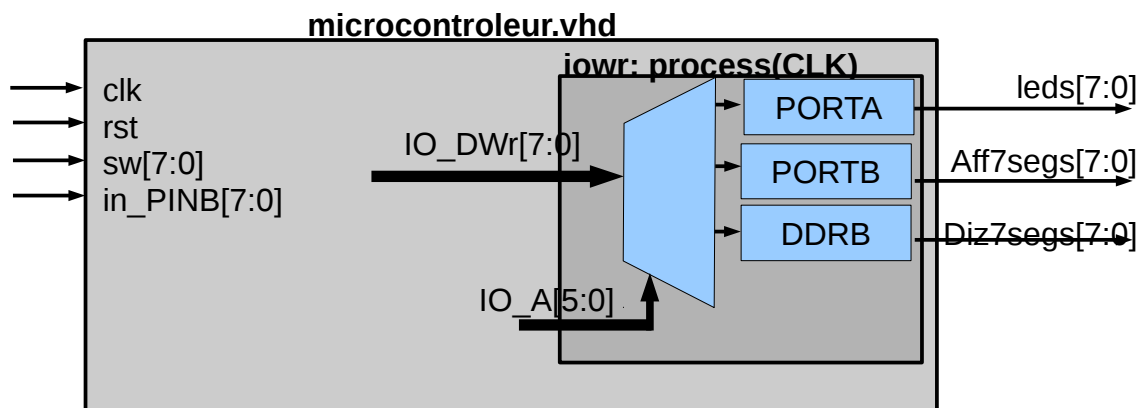 microcontroleur.vhd
iowr: process(CLK)
clk
rst
sw[7:0]
in_PINB[7:0]
IO_DWr[7:0]
IO_A[5:0]
PORTA
PORTB
DDRB
leds[7:0]
Aff7segs[7:0]
Diz7segs[7:0]